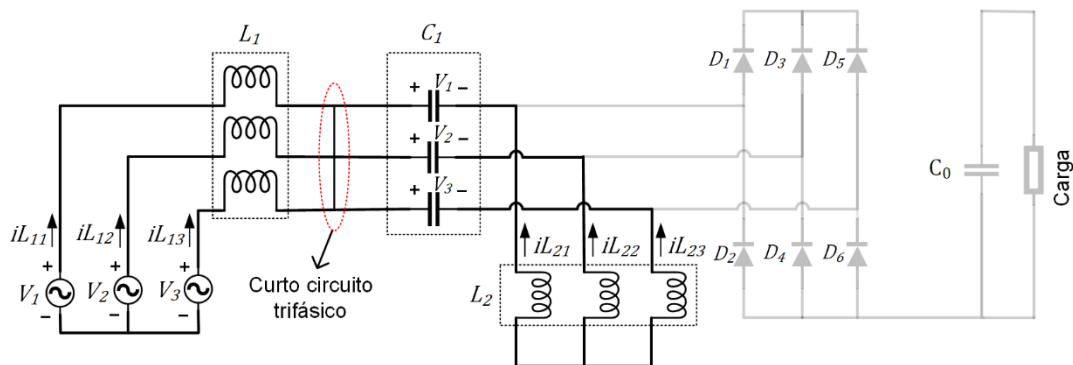 L1
C1
V1
V2
V3
D1
D3
D5
C0
Carga
iL11
iL12
iL13
V1
V2
V3
Curto circuito
trifásico
iL21
iL22
iL23
L2
D2
D4
D6